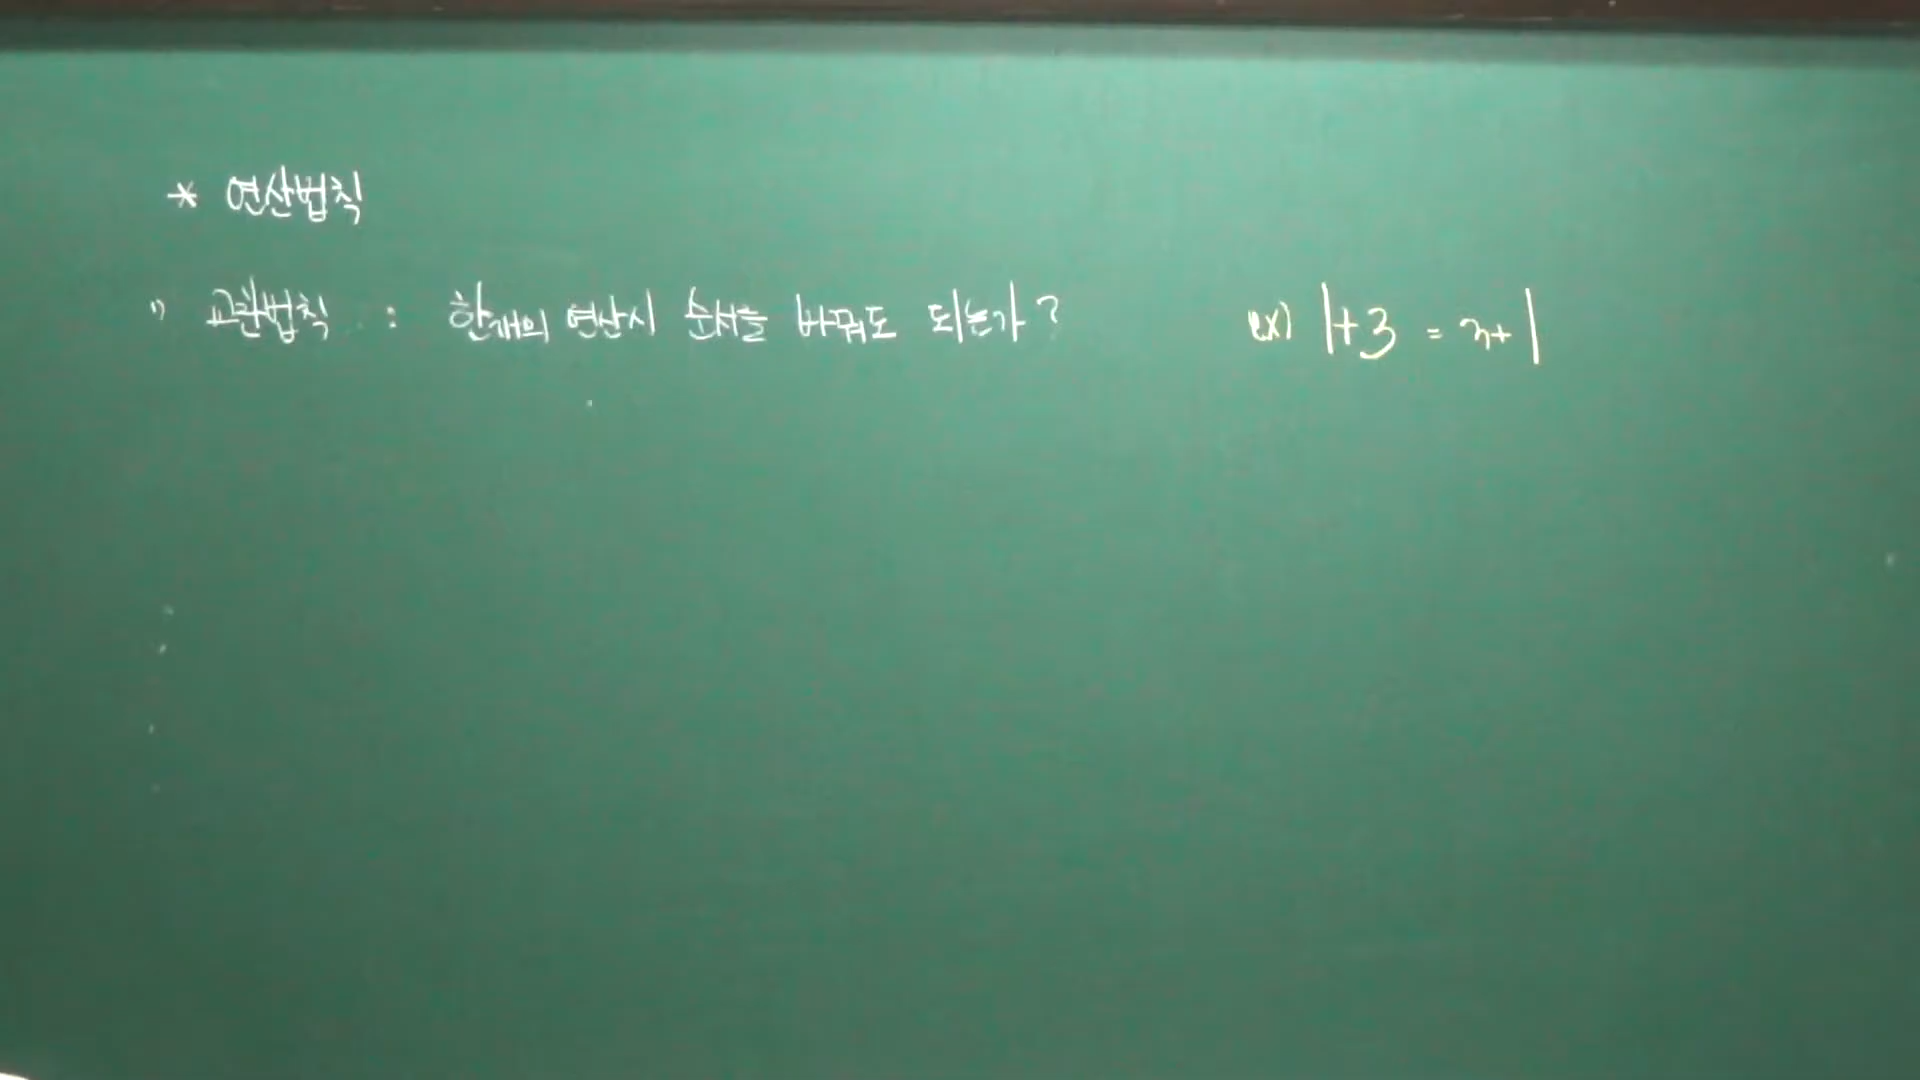 * 연산법칙
1) 교환법칙 : 한개의 연산시 순서를 바꿔도 되는가? ex) 1+3 = 3+1